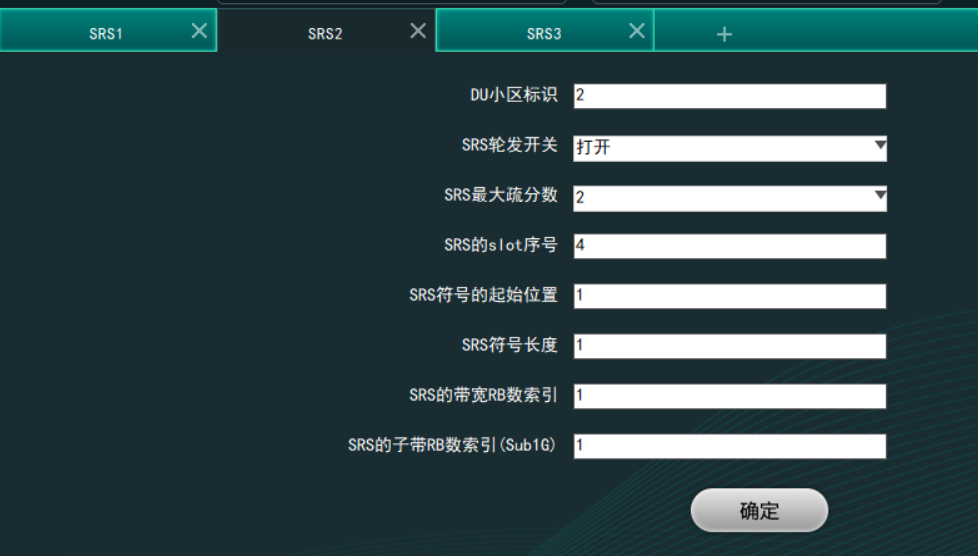 SRS1 SRS2 SRS3
DU小区标识 2
SRS轮发开关 打开
SRS最大疏分数 2
SRS的slot序号 4
SRS符号的起始位置 1
SRS符号长度 1
SRS的带宽RB数索引 1
SRS的子带RB数索引(Sub1G) 1
确定